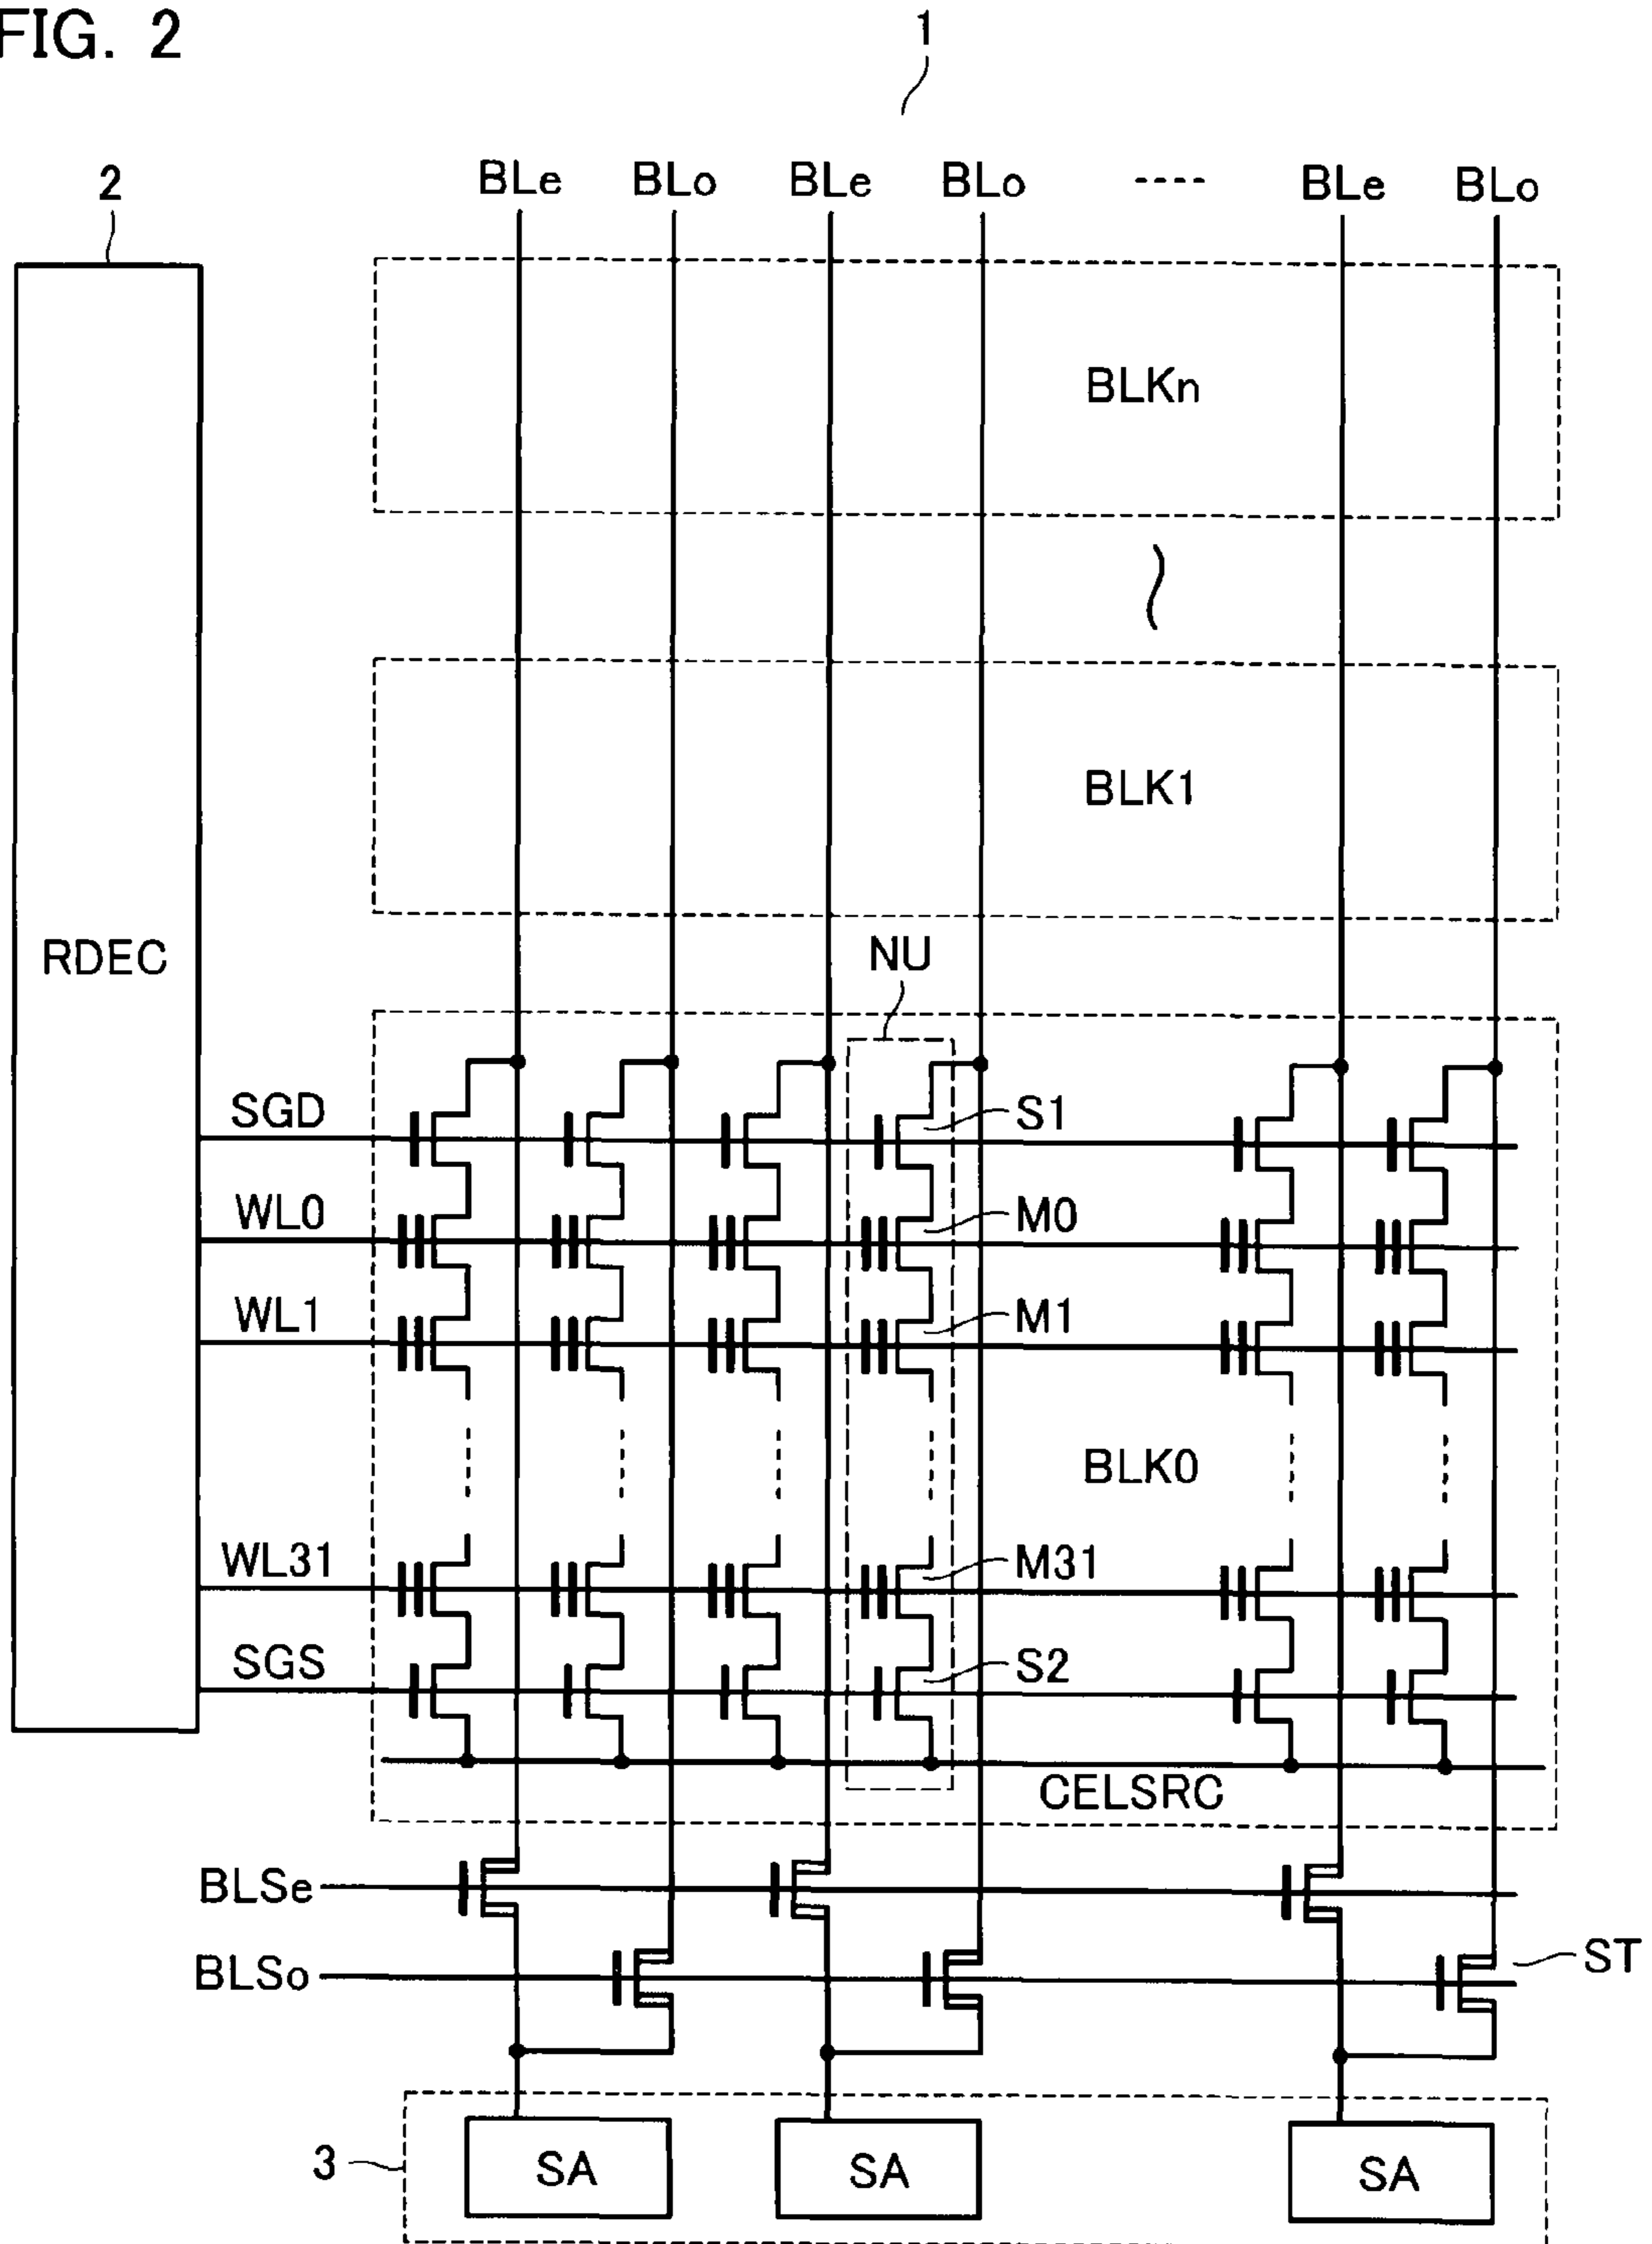 FIG. 2
1
2
BLe BLo BLe BLo ---- BLe BLo
BLKn
BLK1
RDEC
NU
SGD
S1
WL0
M0
WL1
M1
BLK0
WL31
M31
SGS
S2
CELSRC
BLSe
BLSo
ST
3
SA SA SA